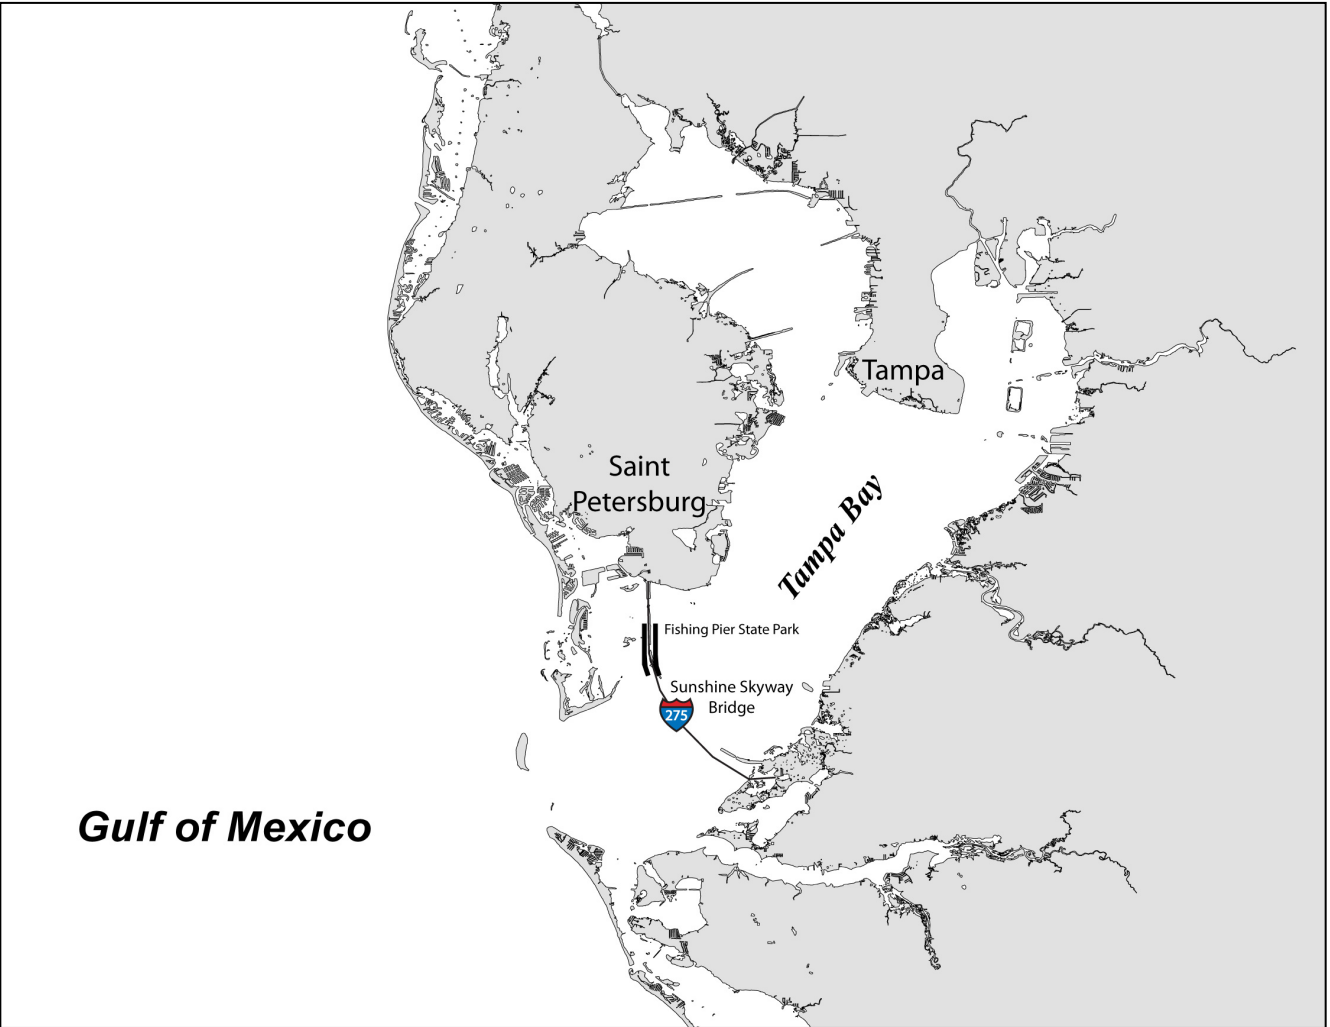 Tampa
Saint
Petersburg
Tampa Bay
Fishing Pier State Park
Sunshine Skyway
Bridge
275
Gulf of Mexico